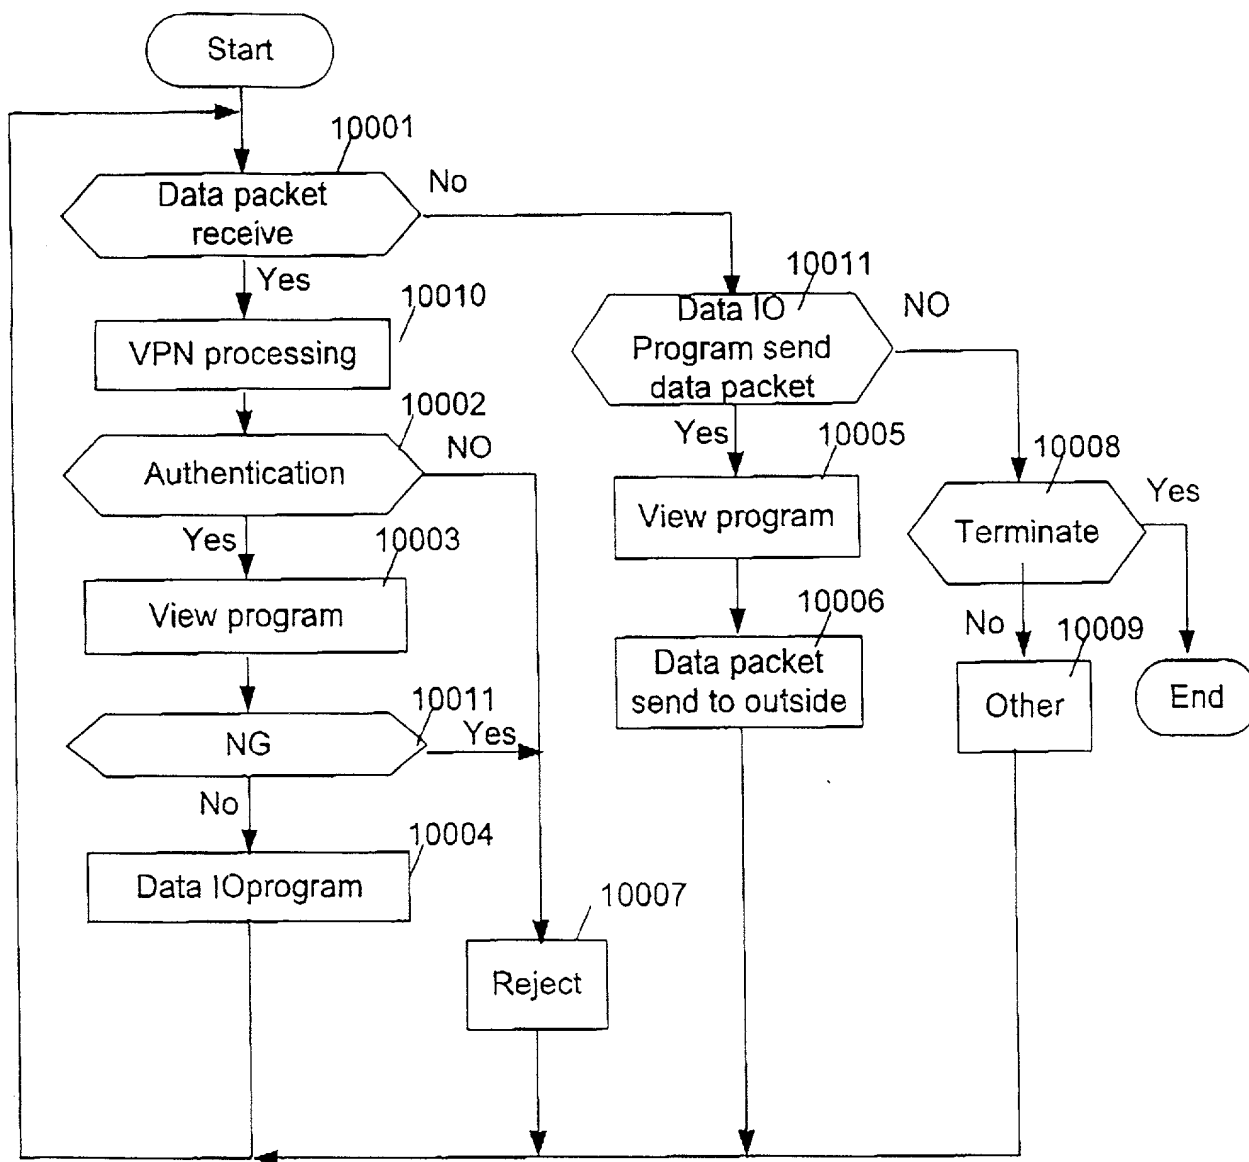 Start
10001
Data packet
receive
No
Yes
10010
VPN processing
10002
Authentication
NO
Yes
10003
View program
10011
NG
Yes
No
10004
Data IOprogram
10007
Reject
10011
Data IO
Program send
data packet
NO
Yes
10005
View program
10006
Data packet
send to outside
10008
Terminate
Yes
No
10009
Other
End